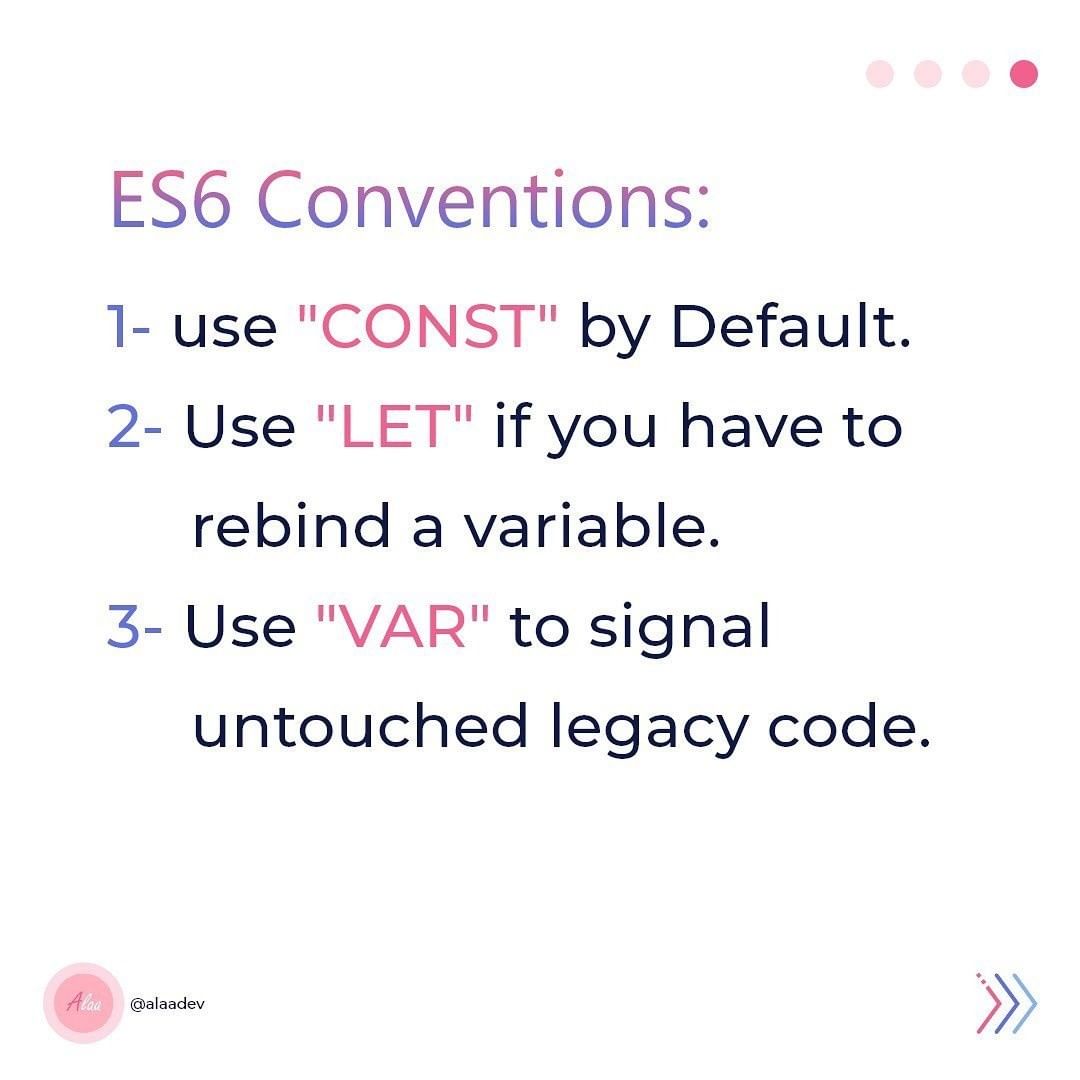 ES6 Conventions:
1- use "CONST" by Default.
2- Use "LET" if you have to
rebind a variable.
3- Use "VAR" to signal
untouched legacy code.
Alaa
@alaadev